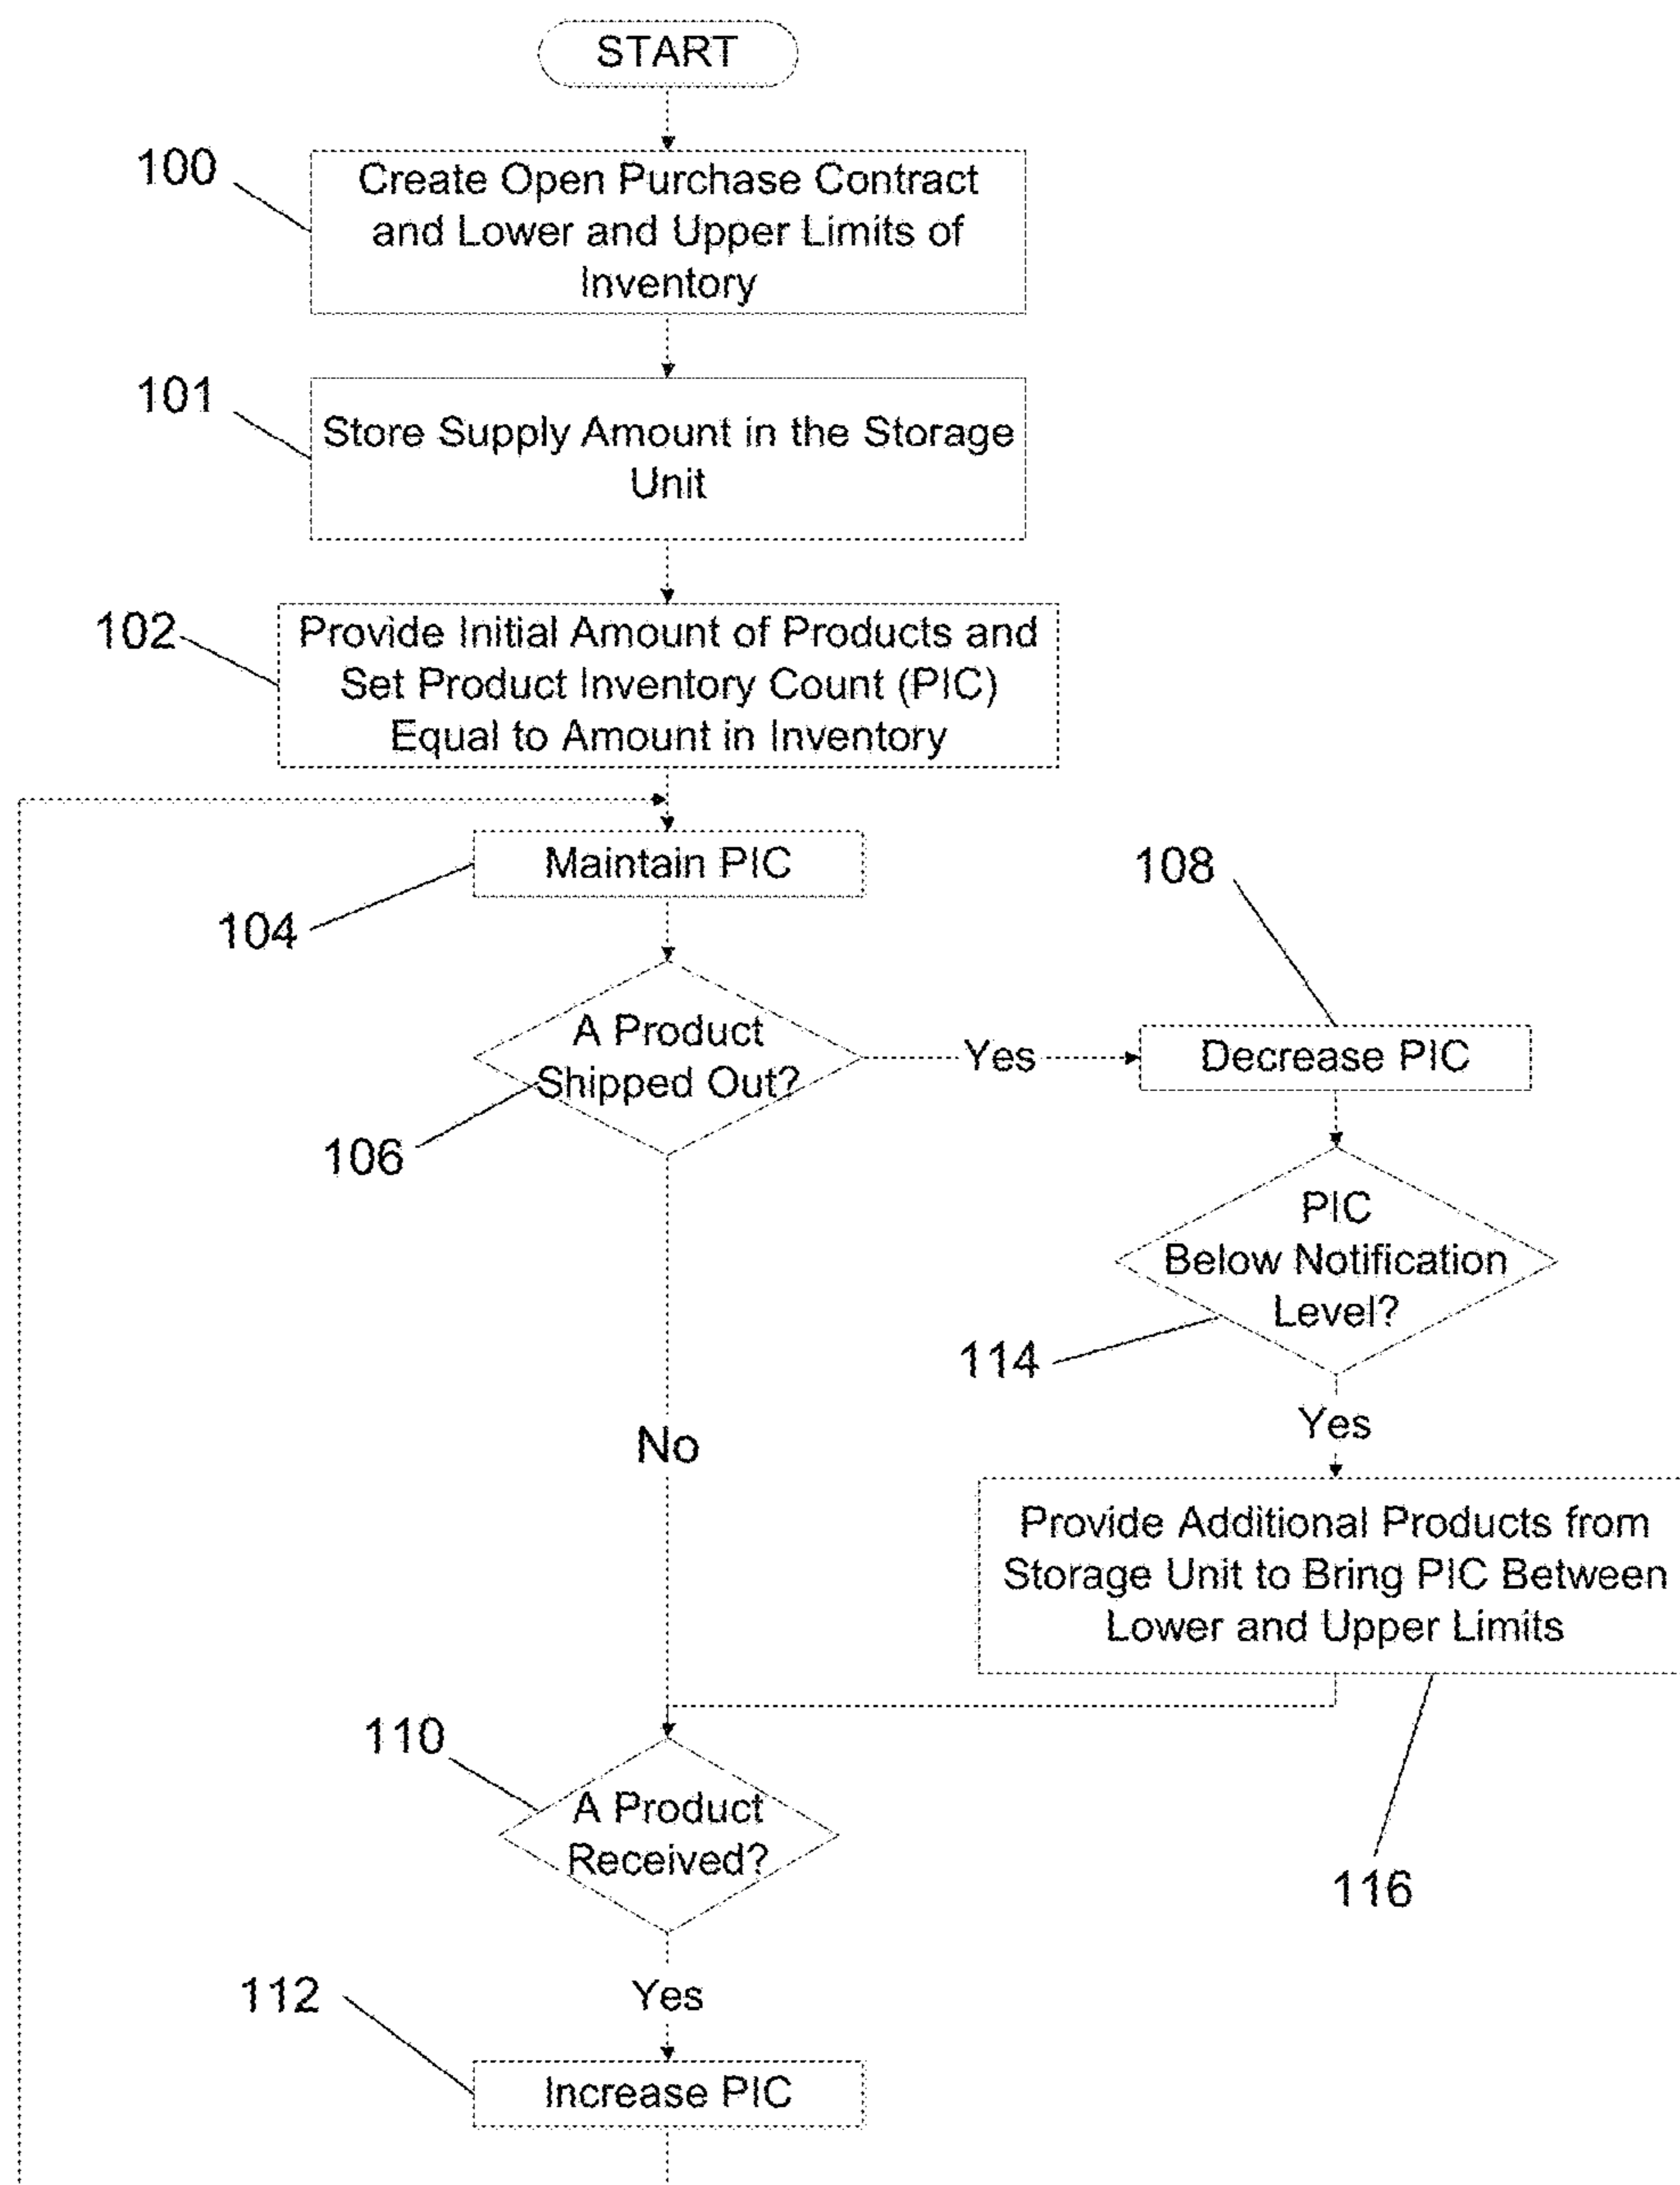 START
100
Create Open Purchase Contract
and Lower and Upper Limits of
Inventory
101
Store Supply Amount in the Storage
Unit
102
Provide Initial Amount of Products and
Set Product Inventory Count (PIC)
Equal to Amount in Inventory
Maintain PIC
104
108
A Product
Shipped Out?
Yes
Decrease PIC
106
PIC
Below Notification
Level?
114
Yes
No
Provide Additional Products from
Storage Unit to Bring PIC Between
Lower and Upper Limits
110
A Product
Received?
116
112
Yes
Increase PIC